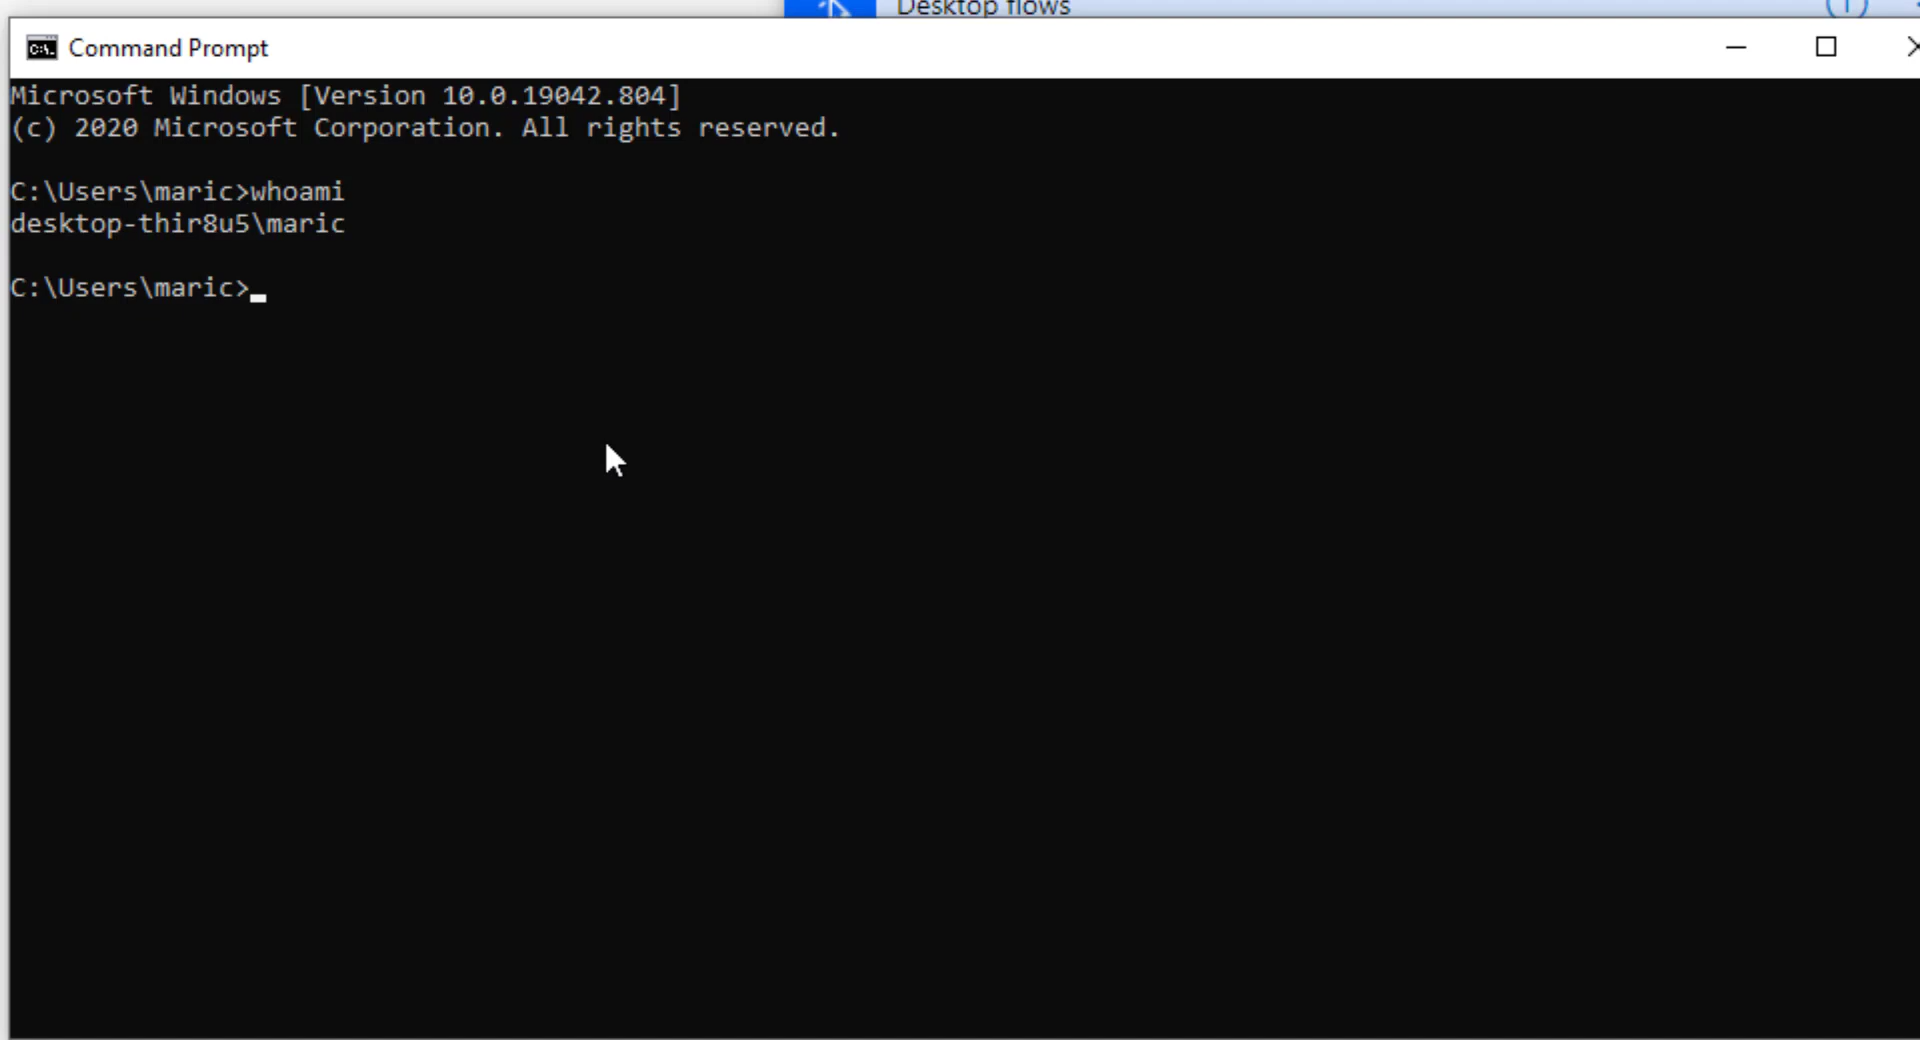 Desktop flows
Command Prompt
Microsoft Windows [Version 10.0.19042.804]
(c) 2020 Microsoft Corporation. All rights reserved.
C:\Users\maric>whoami
desktop-thir8u5\maric
C:\Users\maric>